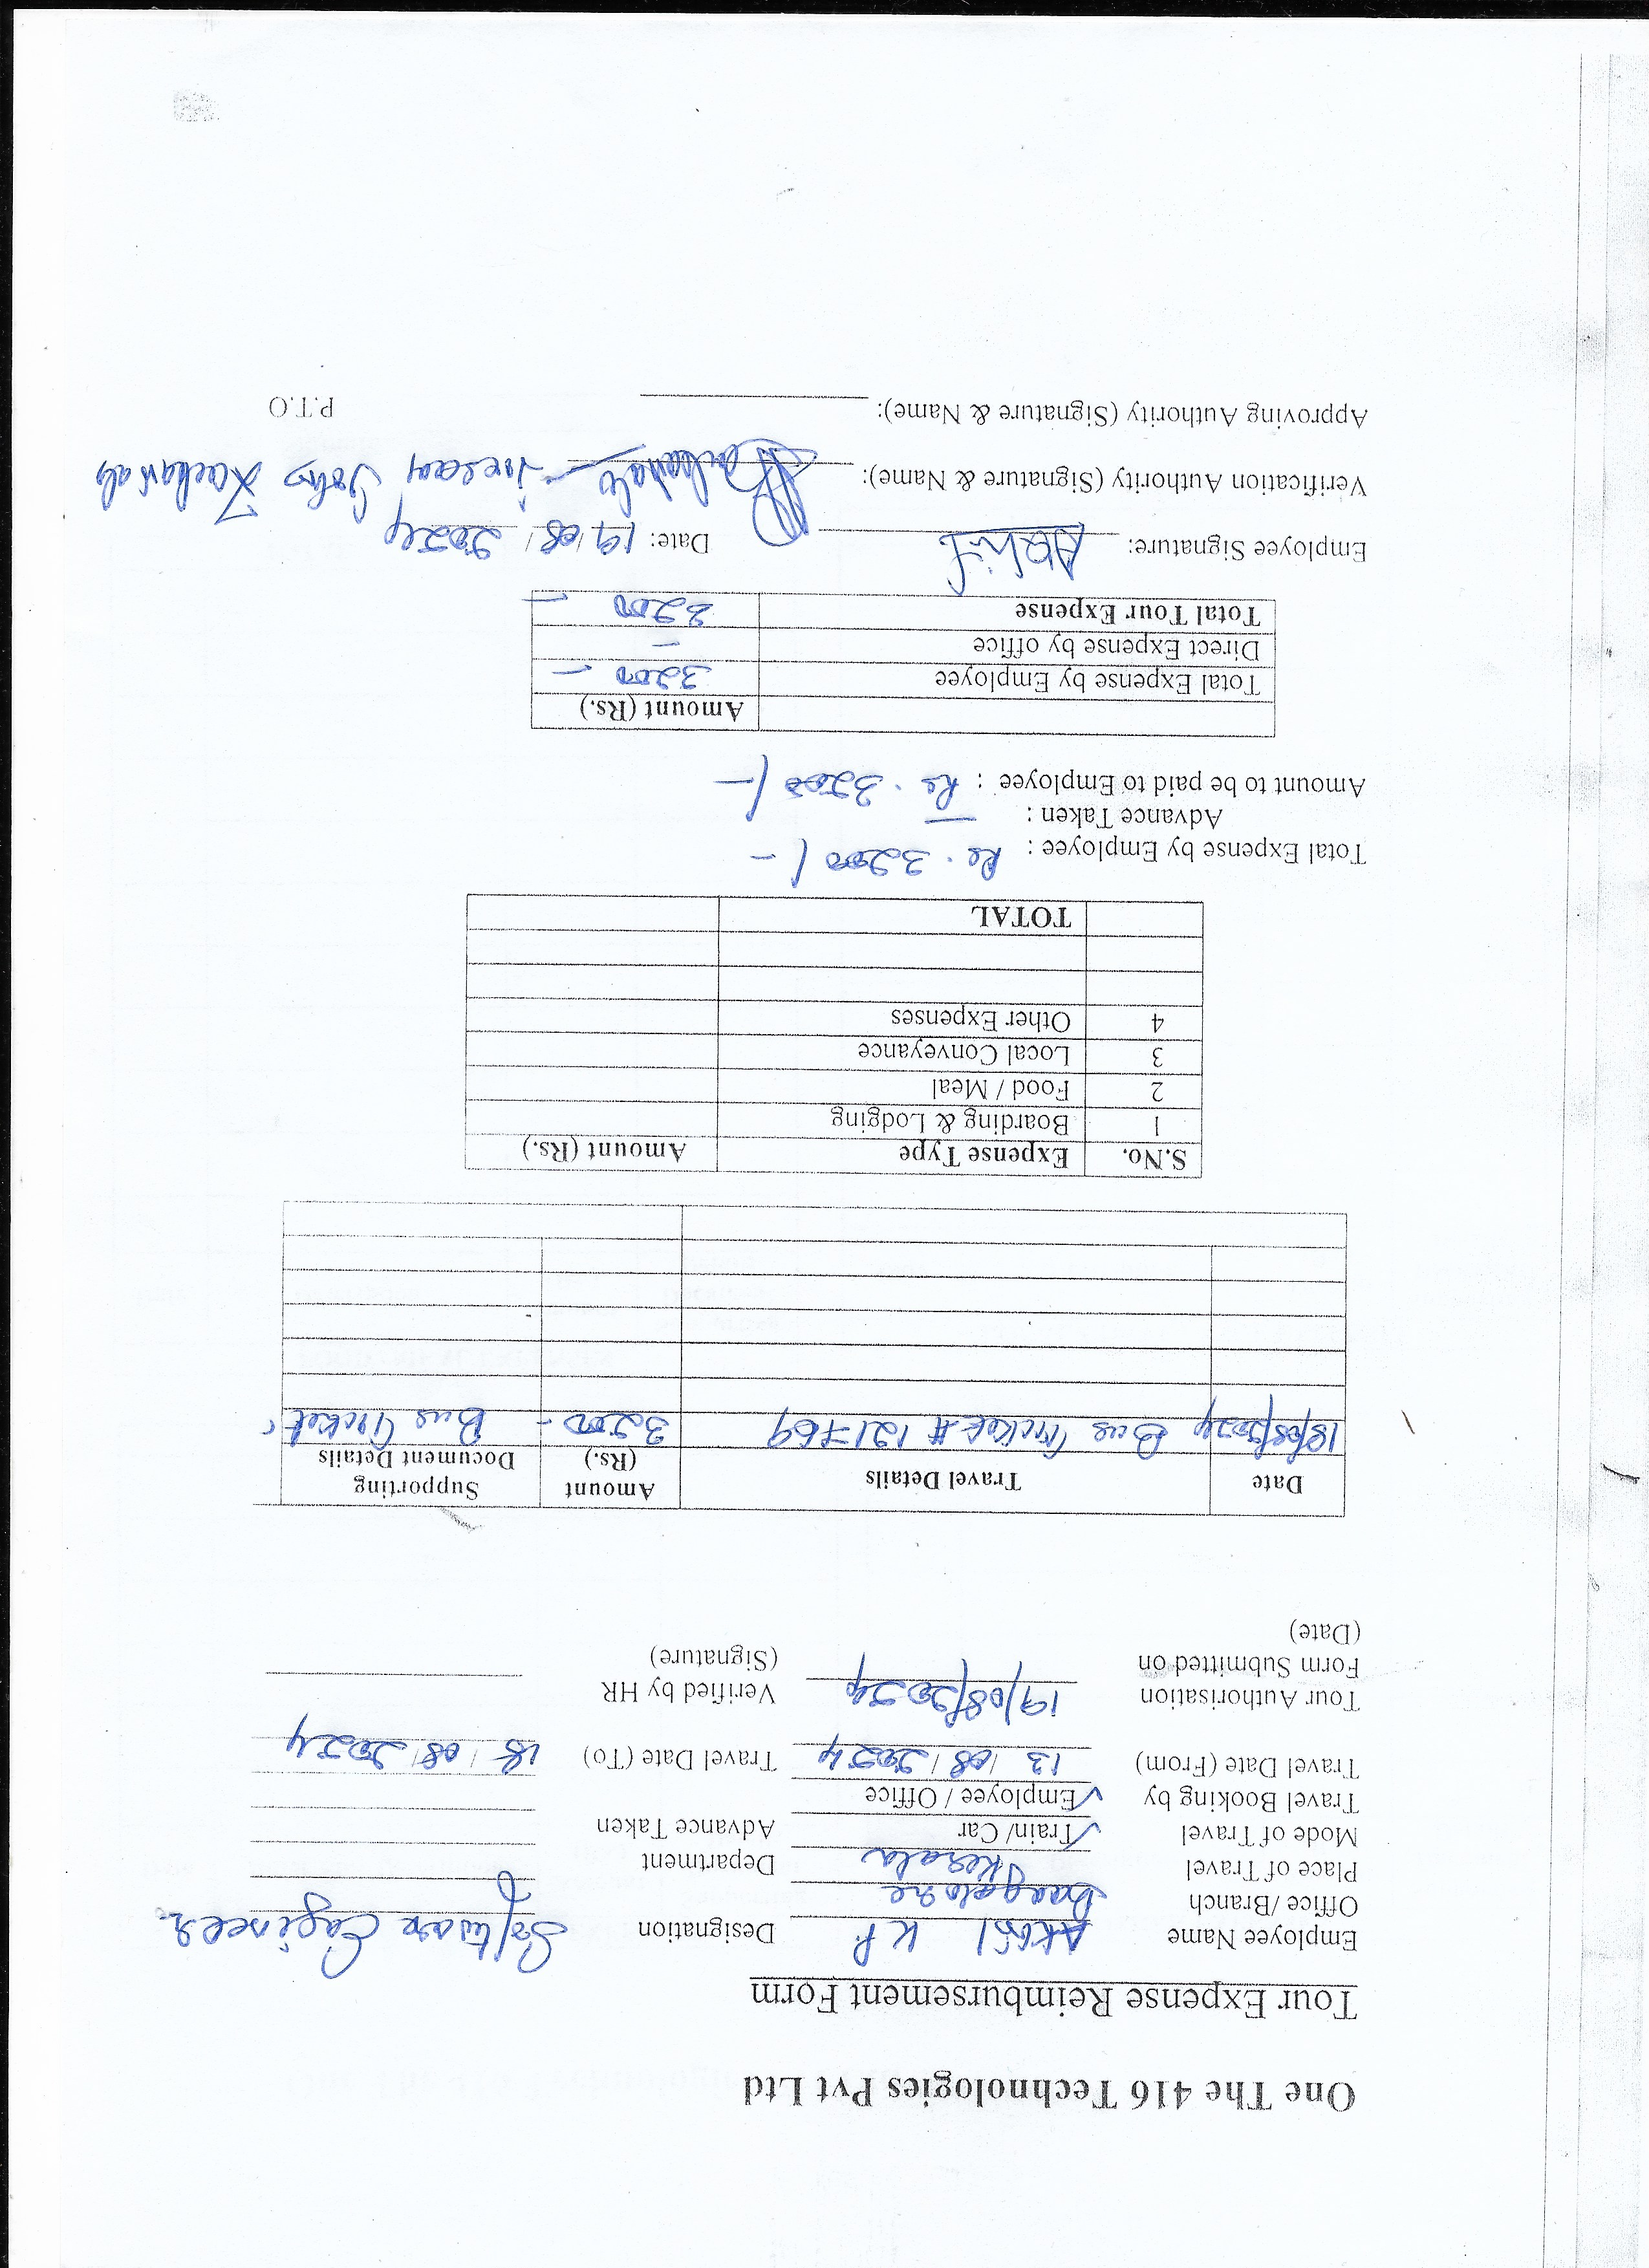 One The 416 Technologies Pvt Ltd
Tour Expense Reimbursement Form
Employee Name Akhil K P. Designation Software Engineer.
Office /Branch Bangalore
Place of Travel Kerala Department
Mode of Travel ✓Train/ Car Advance Taken
Travel Booking by ✓Employee / Office
Travel Date (From) 13 /08/2024 Travel Date (To) 18/08/2024
Tour Authorisation 19/08/2024 Verified by HR
Form Submitted on (Signature)
(Date)
Date Travel Details Amount (Rs.) Supporting Document Details
18/08/2024 Bus Ticket # 121769 3200 - Bus Ticket
S.No. Expense Type Amount (Rs.)
1 Boarding & Lodging
2 Food / Meal
3 Local Conveyance
4 Other Expenses
TOTAL
Total Expense by Employee : Rs. 3200/-
Advance Taken : —
Amount to be paid to Employee : Rs. 3200/-
Amount (Rs.)
Total Expense by Employee 3200 —
Direct Expense by office —
Total Tour Expense 3200 —
Employee Signature: Akhil Date: 19/08/2024
Verification Authority (Signature & Name): John Zachariah
Approving Authority (Signature & Name):
P.T.O